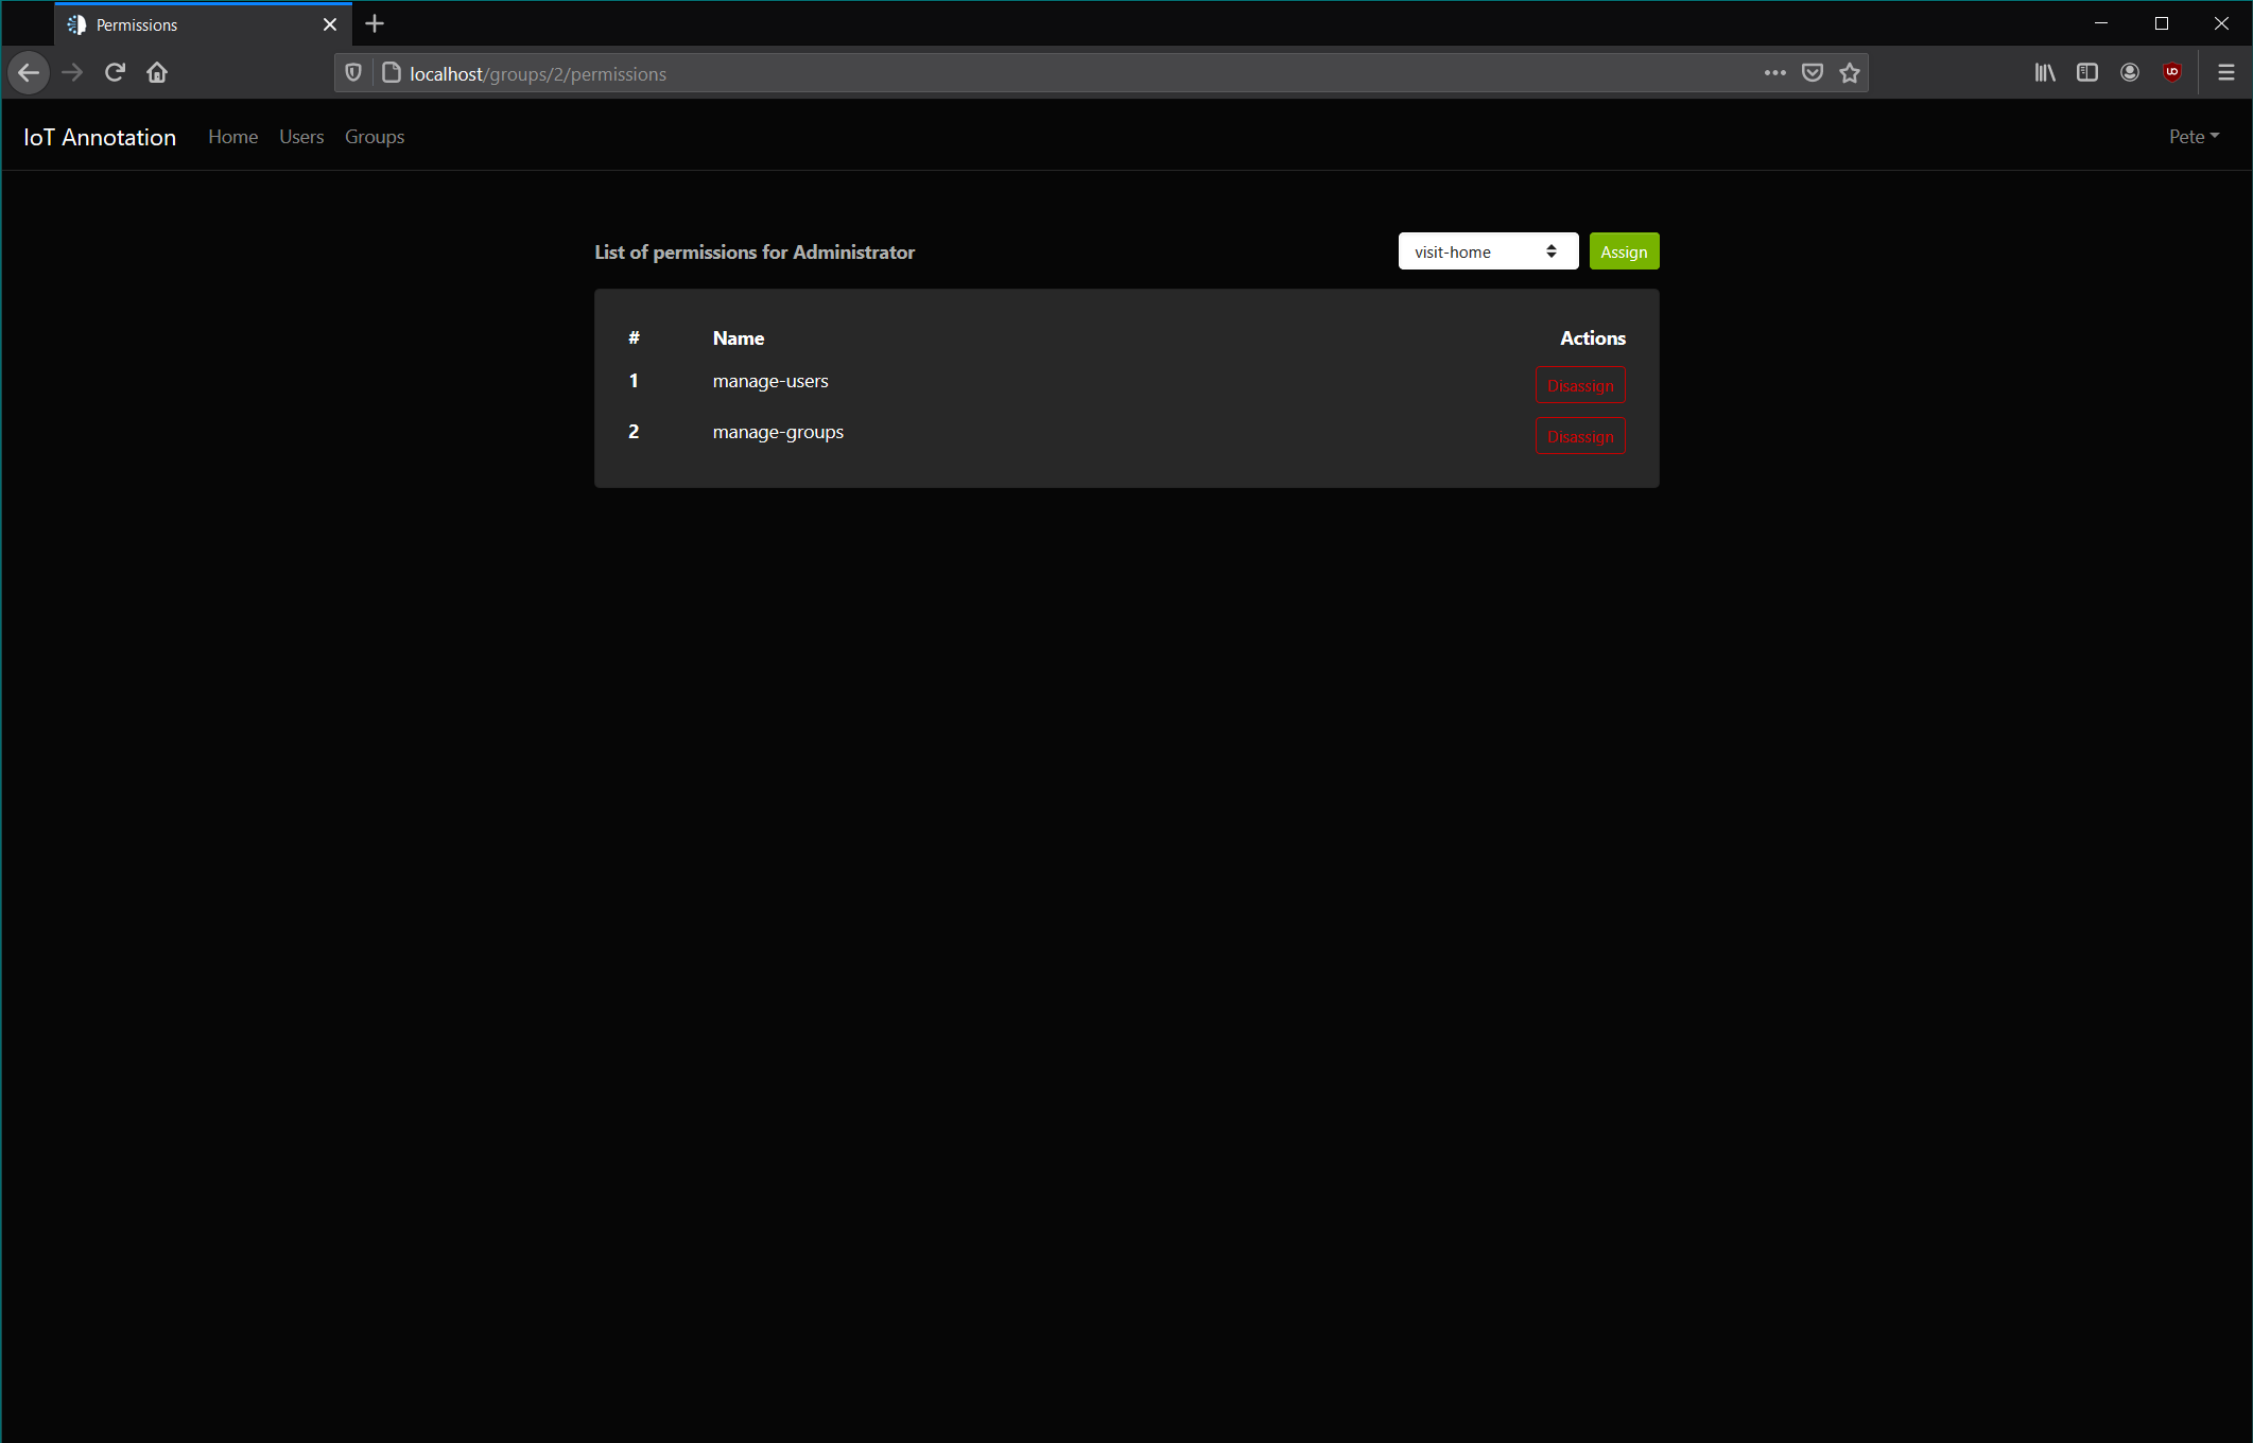 Permissions
localhost/groups/2/permissions
IoT Annotation Home Users Groups Pete
List of permissions for Administrator visit-home Assign
# Name Actions
1 manage-users Disassign
2 manage-groups Disassign